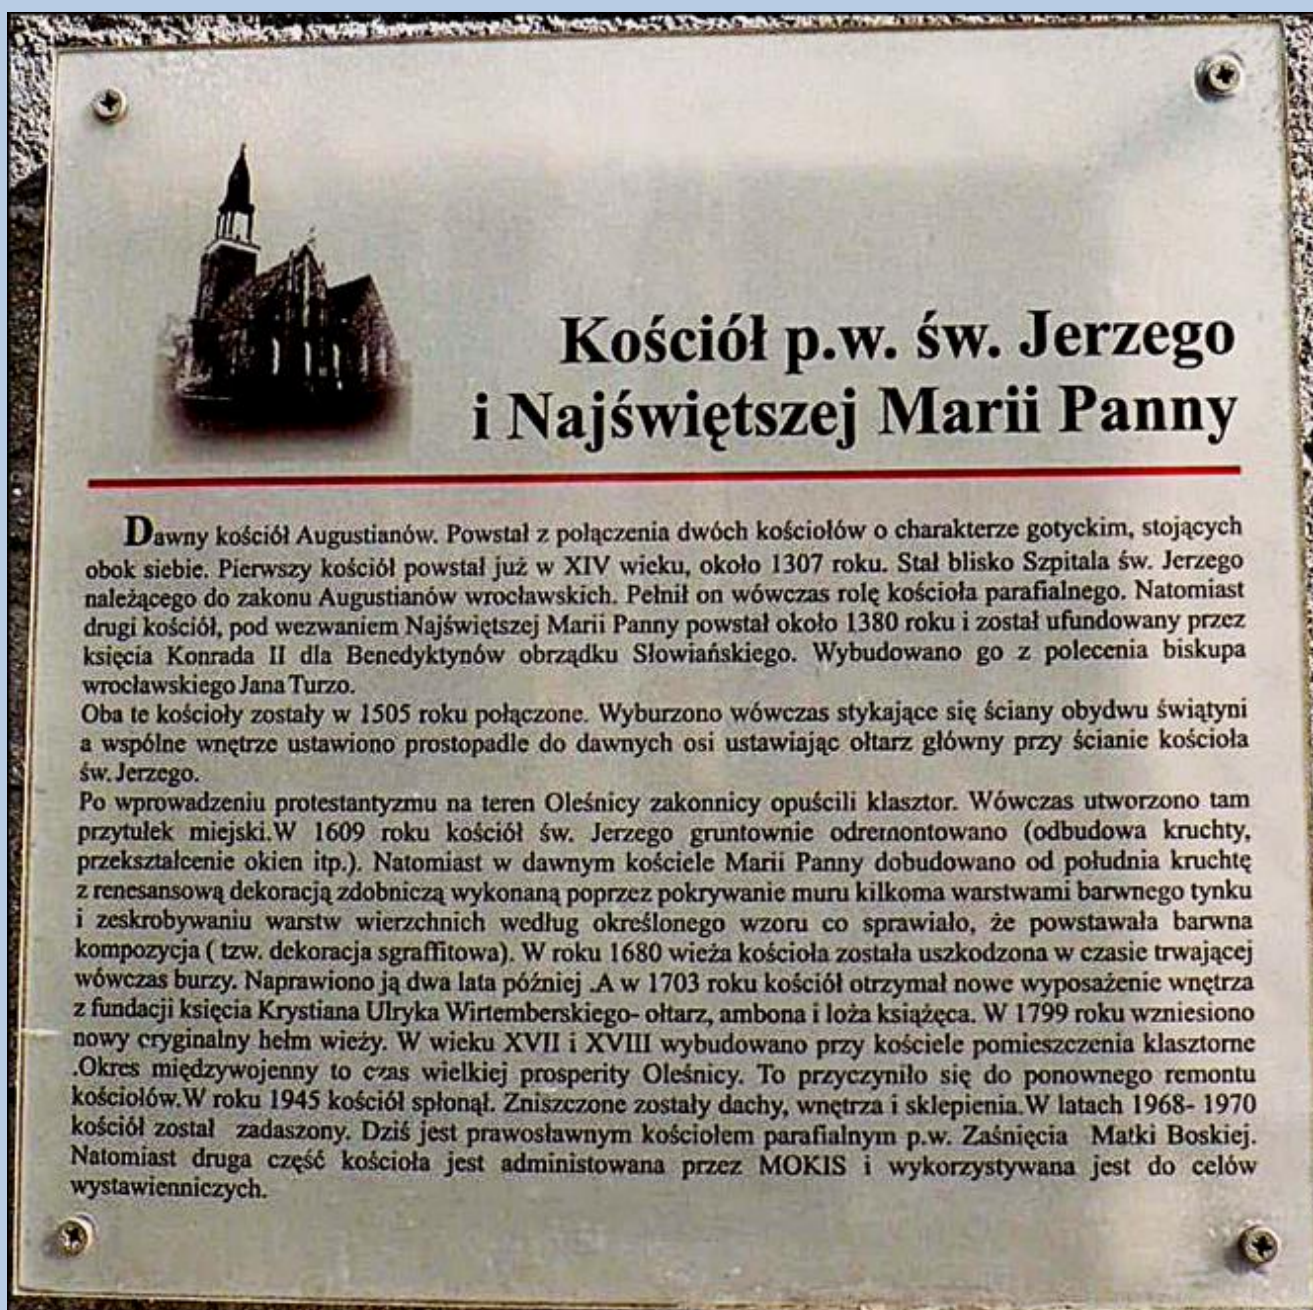 Kościół p.w. św. Jerzego
i Najświętszej Marii Panny
Dawny kościół Augustianów. Powstał z połączenia dwóch kościołów o charakterze gotyckim, stojących
obok siebie. Pierwszy kościół powstał już w XIV wieku, około 1307 roku. Stał blisko Szpitala św. Jerzego
należącego do zakonu Augustianów wrocławskich. Pełnił on wówczas rolę kościoła parafialnego. Natomiast
drugi kościół, pod wezwaniem Najświętszej Marii Panny powstał około 1380 roku i został ufundowany przez
księcia Konrada II dla Benedyktynów obrządku Słowiańskiego. Wybudowano go z polecenia biskupa
wrocławskiego Jana Turzo.
Oba te kościoły zostały w 1505 roku połączone. Wyburzono wówczas stykające się ściany obydwu świątyni
a wspólne wnętrze ustawiono prostopadle do dawnych osi ustawiając ołtarz główny przy ścianie kościoła
św. Jerzego.
Po wprowadzeniu protestantyzmu na teren Oleśnicy zakonnicy opuścili klasztor. Wówczas utworzono tam
przytułek miejski.W 1609 roku kościół św. Jerzego gruntownie odremontowano (odbudowa kruchty,
przekształcenie okien itp.). Natomiast w dawnym kościele Marii Panny dobudowano od południa kruchtę
z renesansową dekoracją zdobniczą wykonaną poprzez pokrywanie muru kilkoma warstwami barwnego tynku
i zeskrobywaniu warstw wierzchnich według określonego wzoru co sprawiało, że powstawała barwna
kompozycja ( tzw. dekoracja sgraffitowa). W roku 1680 wieża kościoła została uszkodzona w czasie trwającej
wówczas burzy. Naprawiono ją dwa lata później .A w 1703 roku kościół otrzymał nowe wyposażenie wnętrza
z fundacji księcia Krystiana Ulryka Wirtemberskiego- ołtarz, ambona i loża książęca. W 1799 roku wzniesiono
nowy oryginalny hełm wieży. W wieku XVII i XVIII wybudowano przy kościele pomieszczenia klasztorne
.Okres międzywojenny to czas wielkiej prosperity Oleśnicy. To przyczyniło się do ponownego remontu
kościołów.W roku 1945 kościół spłonął. Zniszczone zostały dachy, wnętrza i sklepienia.W latach 1968- 1970
kościół został zadaszony. Dziś jest prawosławnym kościołem parafialnym p.w. Zaśnięcia Matki Boskiej.
Natomiast druga część kościoła jest administowana przez MOKIS i wykorzystywana jest do celów
wystawienniczych.